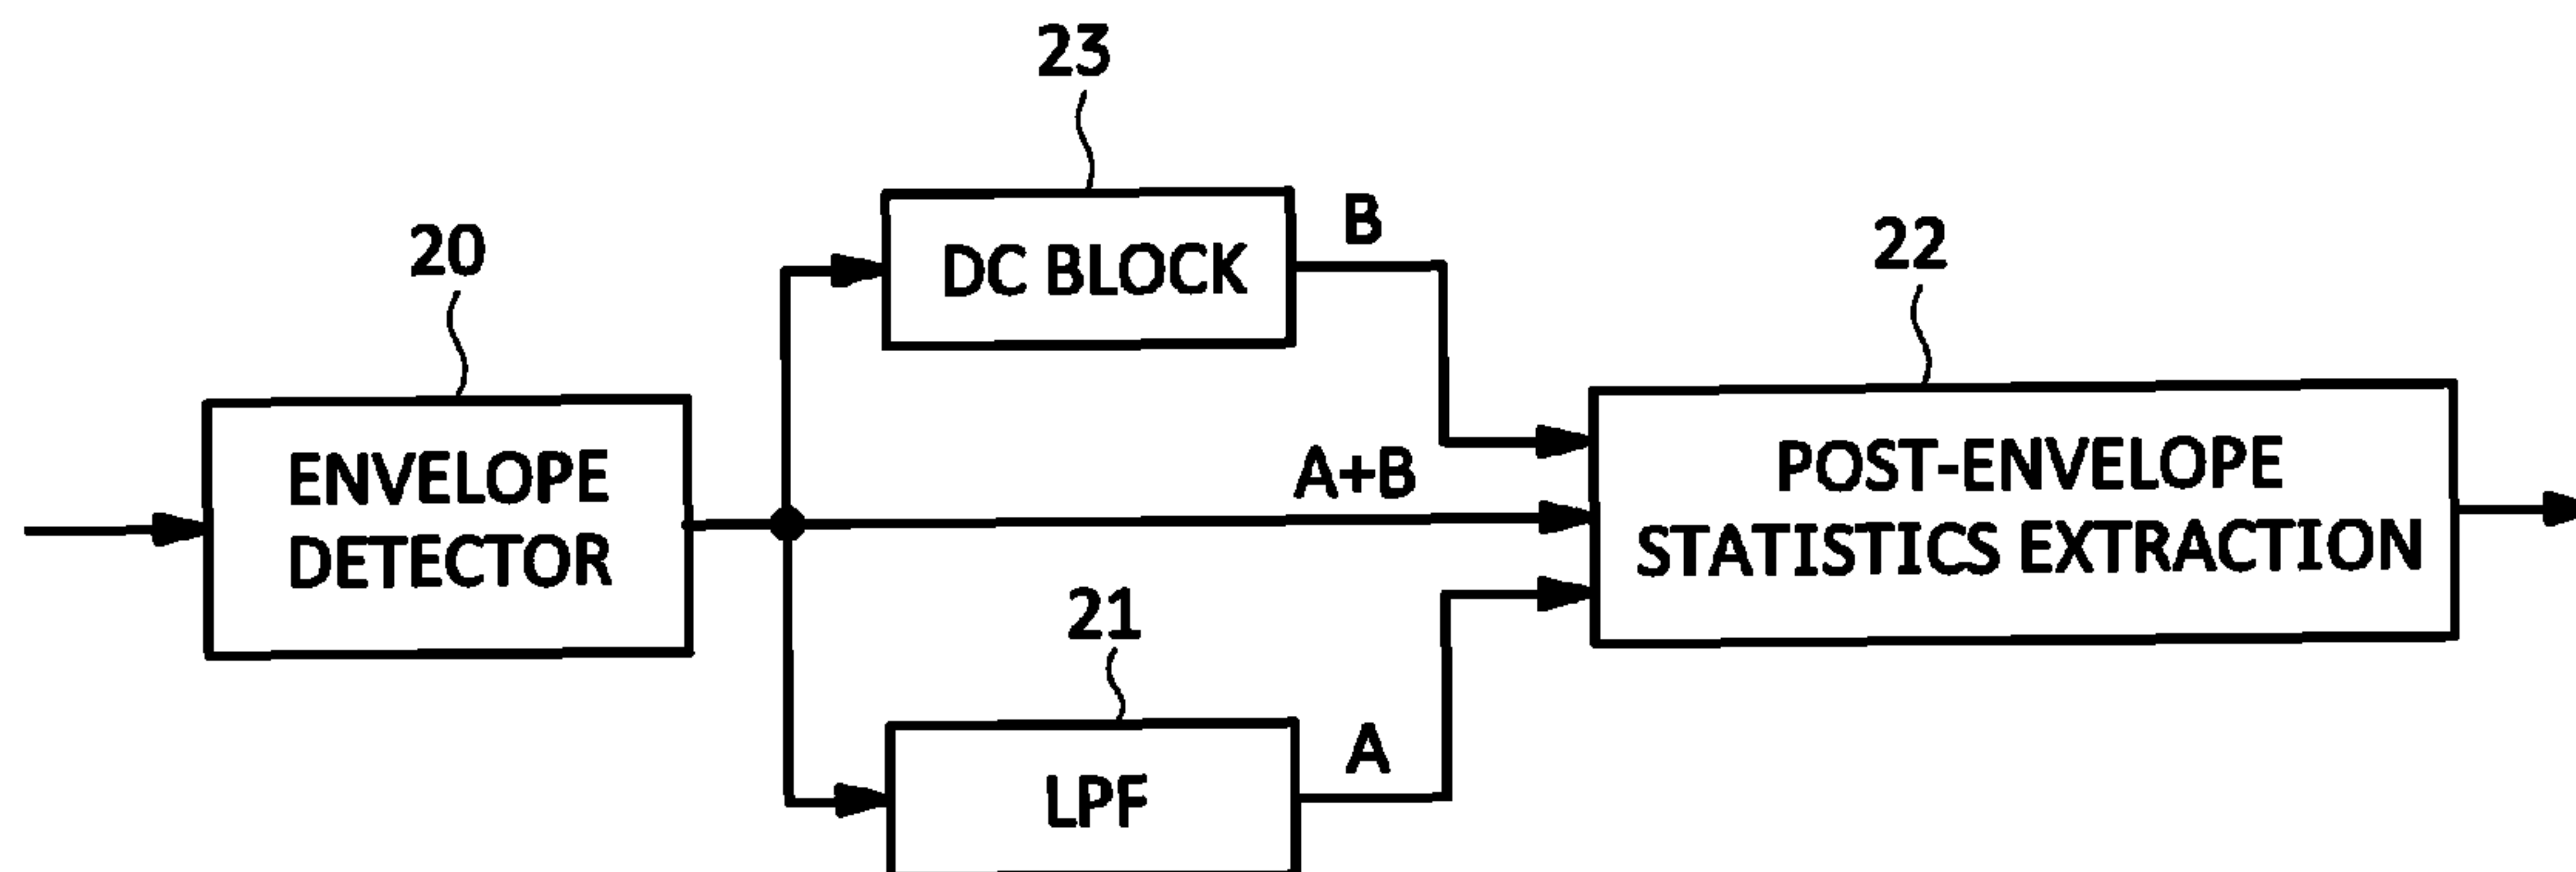 23
20
DC BLOCK
B
22
ENVELOPE
DETECTOR
A+B
POST-ENVELOPE
STATISTICS EXTRACTION
21
LPF
A